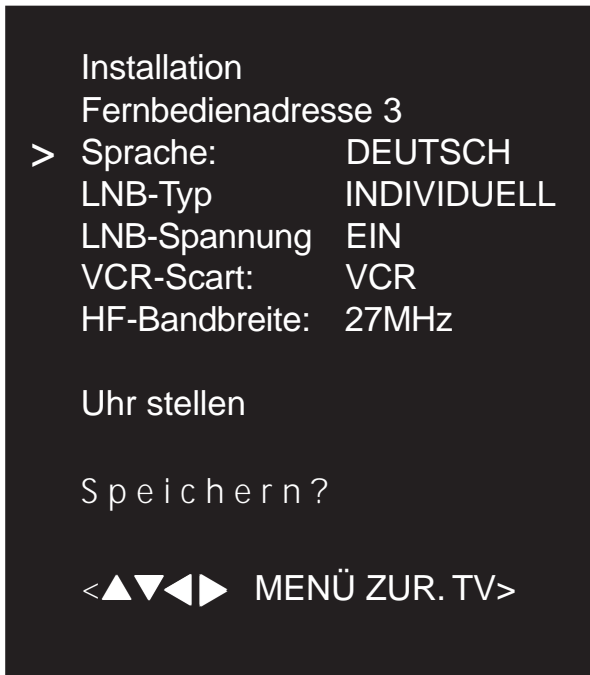 Installation
Fernbedienadresse 3
> Sprache: DEUTSCH
LNB-Typ INDIVIDUELL
LNB-Spannung EIN
VCR-Scart: VCR
HF-Bandbreite: 27MHz
Uhr stellen
Speichern?
<▲▼◀▶ MENÜ ZUR. TV>